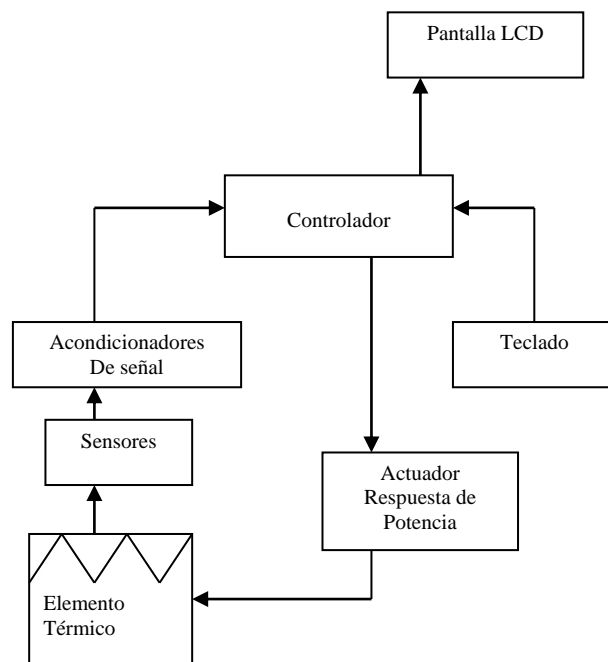 Pantalla LCD
Controlador
Acondicionadores
De señal
Teclado
Sensores
Actuador
Respuesta de
Potencia
Elemento
Térmico